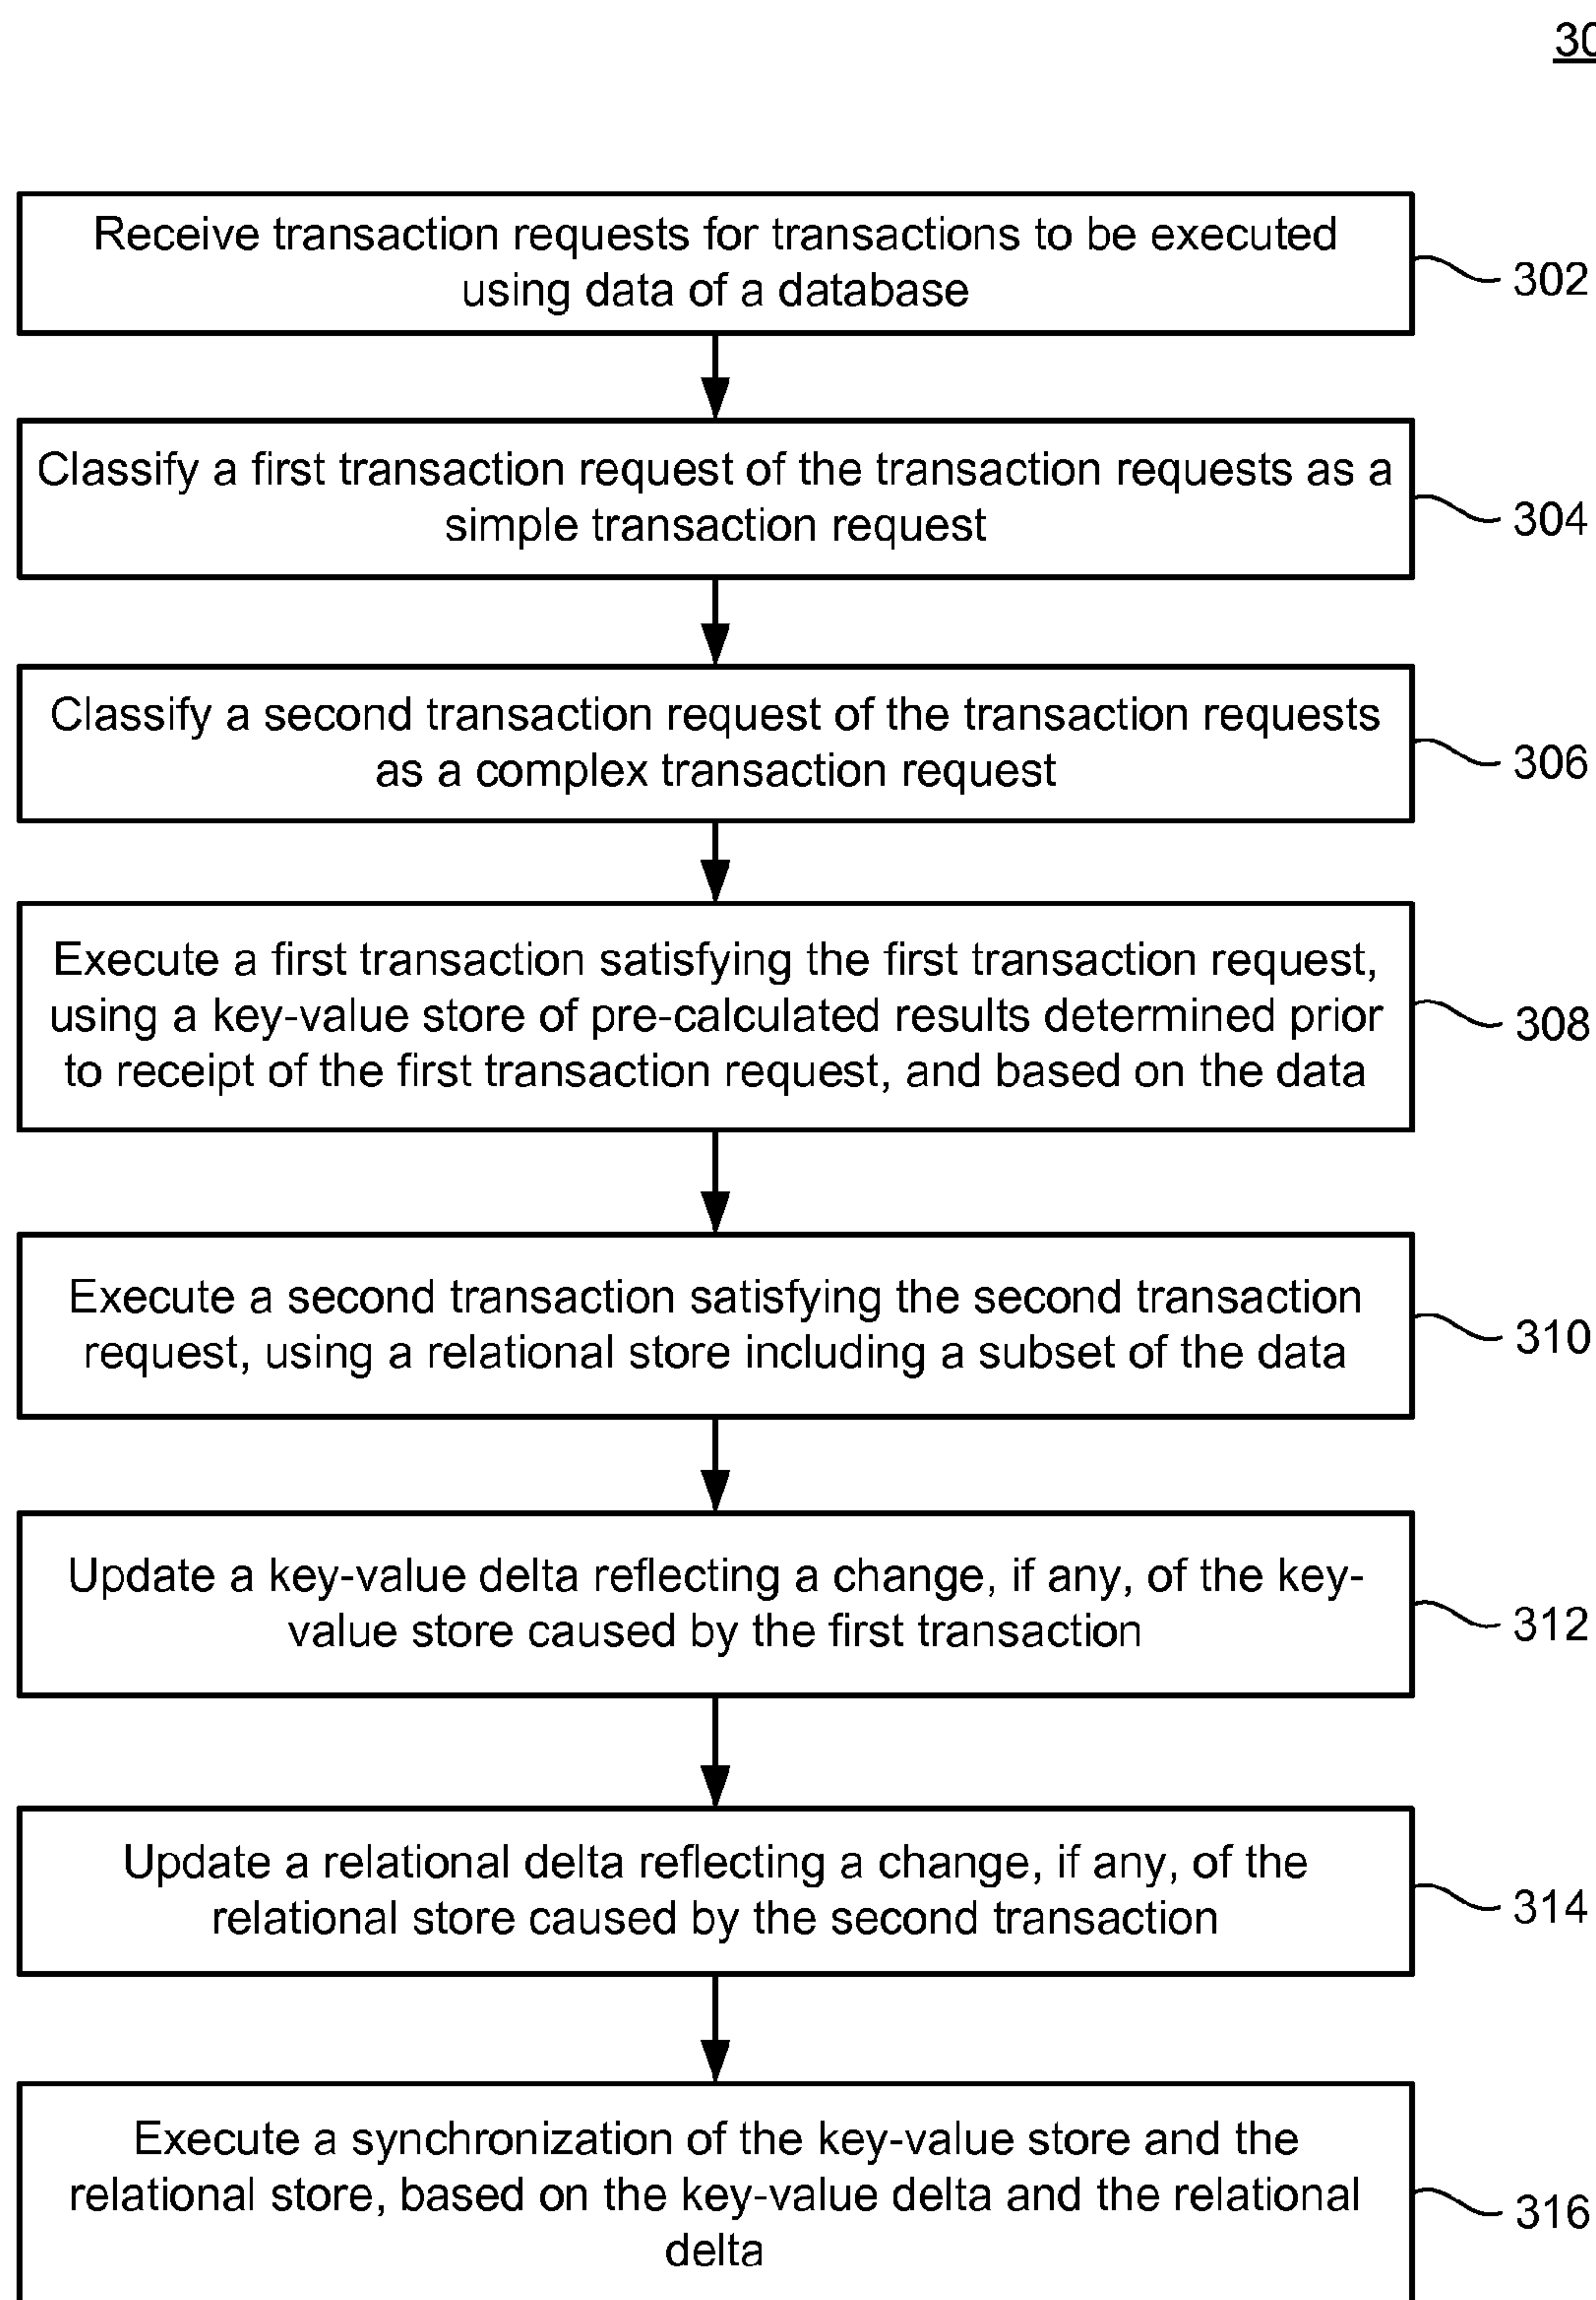 Receive transaction requests for transactions to be executed
using data of a database
302
Classify a first transaction request of the transaction requests as a
simple transaction request
304
Classify a second transaction request of the transaction requests
as a complex transaction request
306
Execute a first transaction satisfying the first transaction request,
using a key-value store of pre-calculated results determined prior
to receipt of the first transaction request, and based on the data
308
Execute a second transaction satisfying the second transaction
request, using a relational store including a subset of the data
310
Update a key-value delta reflecting a change, if any, of the key-
value store caused by the first transaction
312
Update a relational delta reflecting a change, if any, of the
relational store caused by the second transaction
314
Execute a synchronization of the key-value store and the
relational store, based on the key-value delta and the relational
delta
316